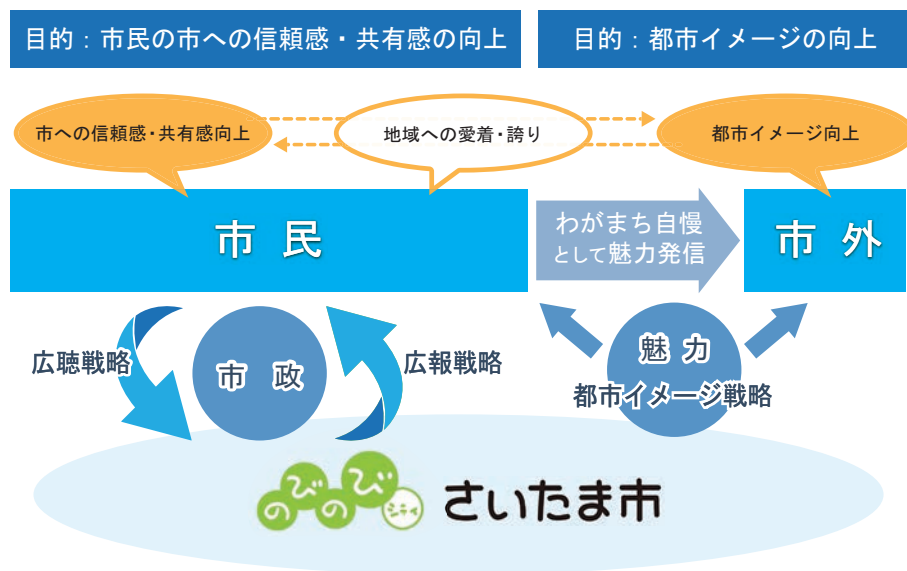 目的：市民の市への信頼感・共有感の向上
目的：都市イメージの向上
市への信頼感・共有感向上
地域への愛着・誇り
都市イメージ向上
市 民
わがまち自慢
として魅力発信
市 外
広聴戦略
市 政
広報戦略
魅 力
都市イメージ戦略
のびのび
シティ
さいたま市